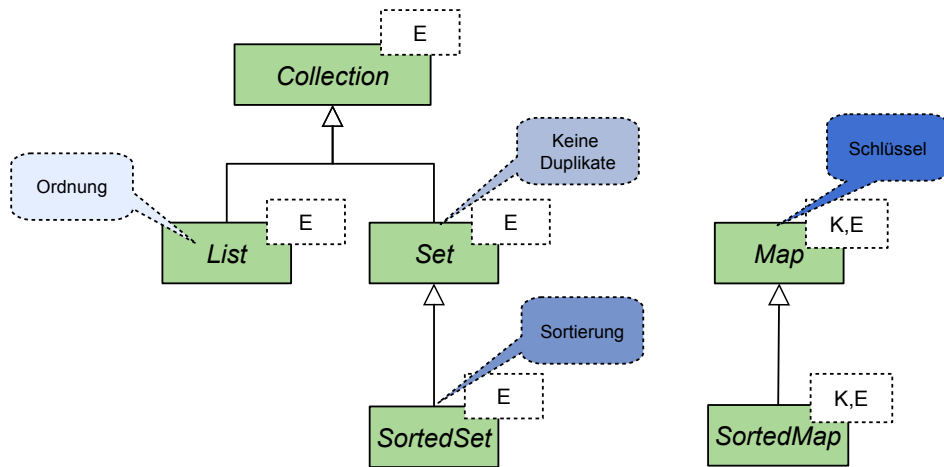 E
Collection
Keine
Duplikate
Schlüssel
Ordnung
E
List
E
Set
K,E
Map
Sortierung
E
SortedSet
K,E
SortedMap